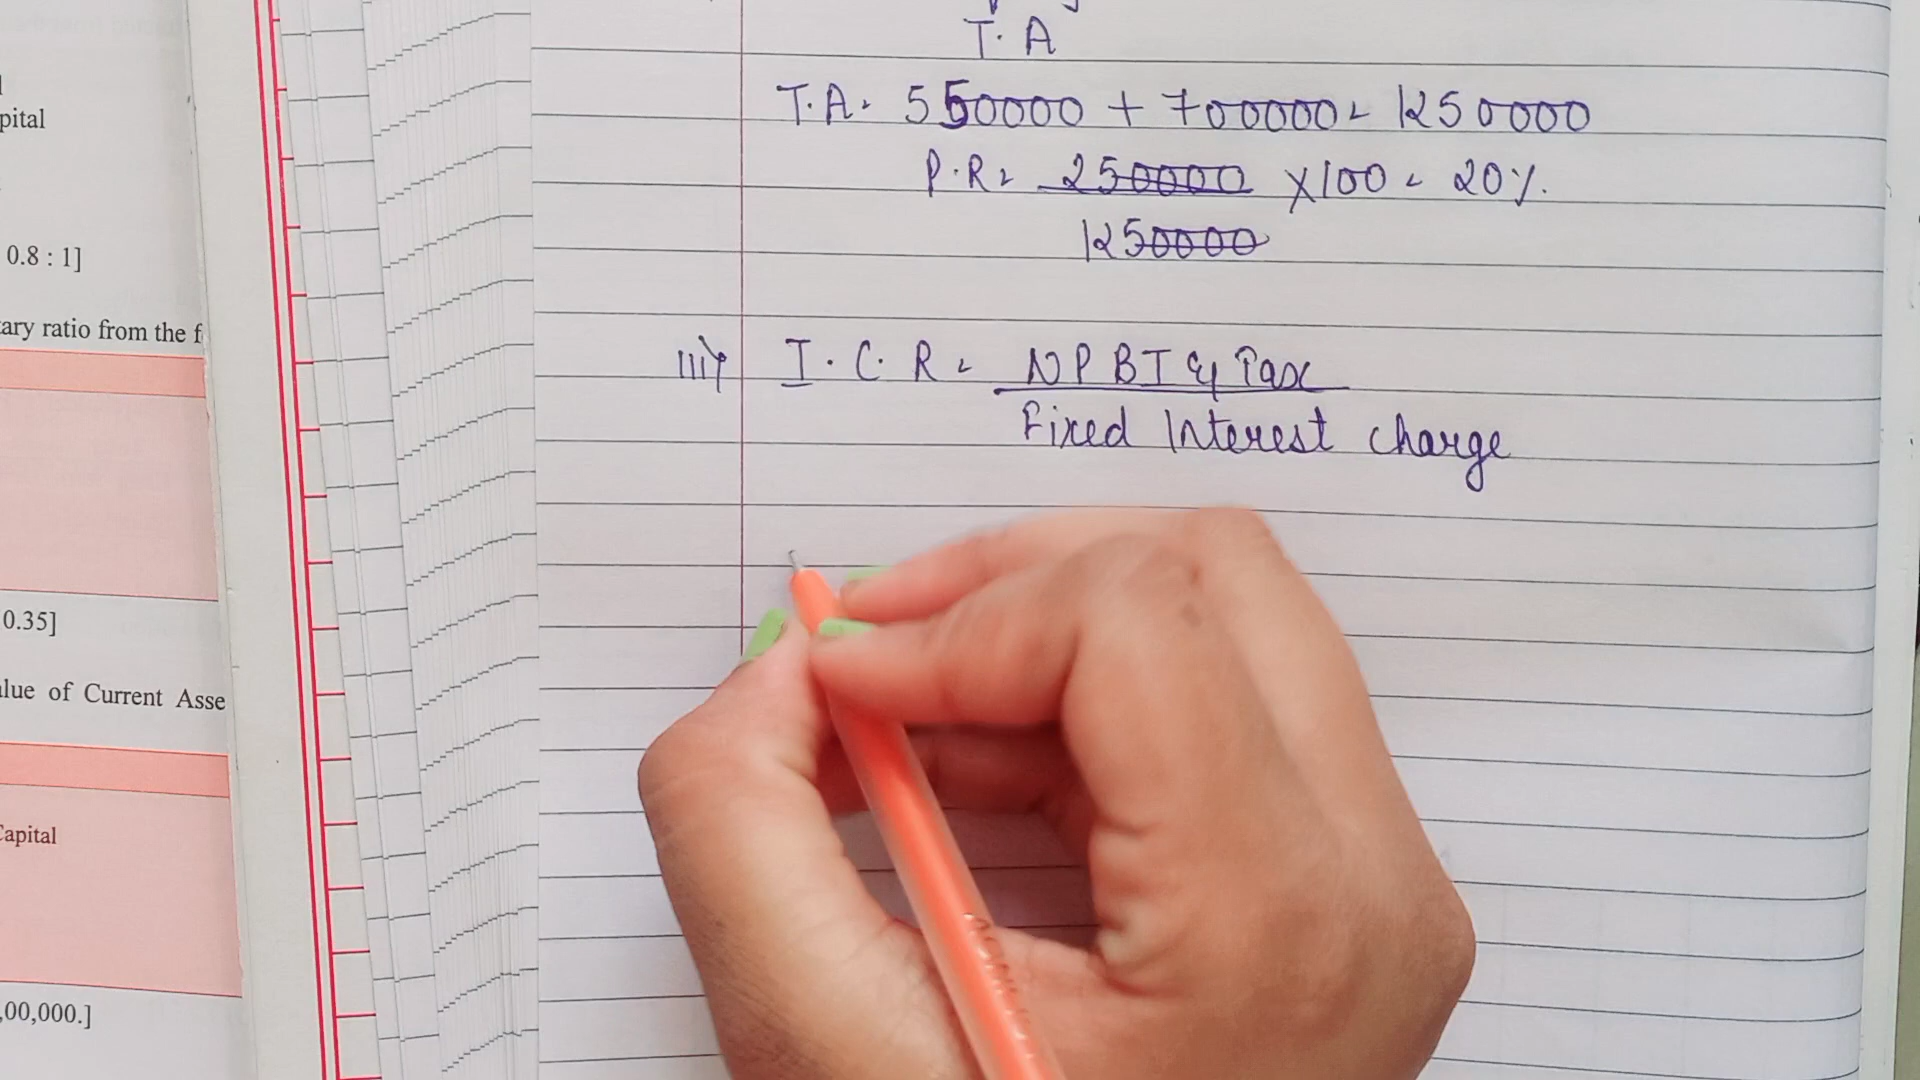 pital
0.8 : 1]
ary ratio from the f
0.35]
lue of Current Asse
Capital
,00,000.]
T. A
T.A. 550000 + 700000 = 1250000
P.R = 250000 X100 = 20%.
1250000
iii) I. C. R = NPBI & Tax
Fixed Interest charge